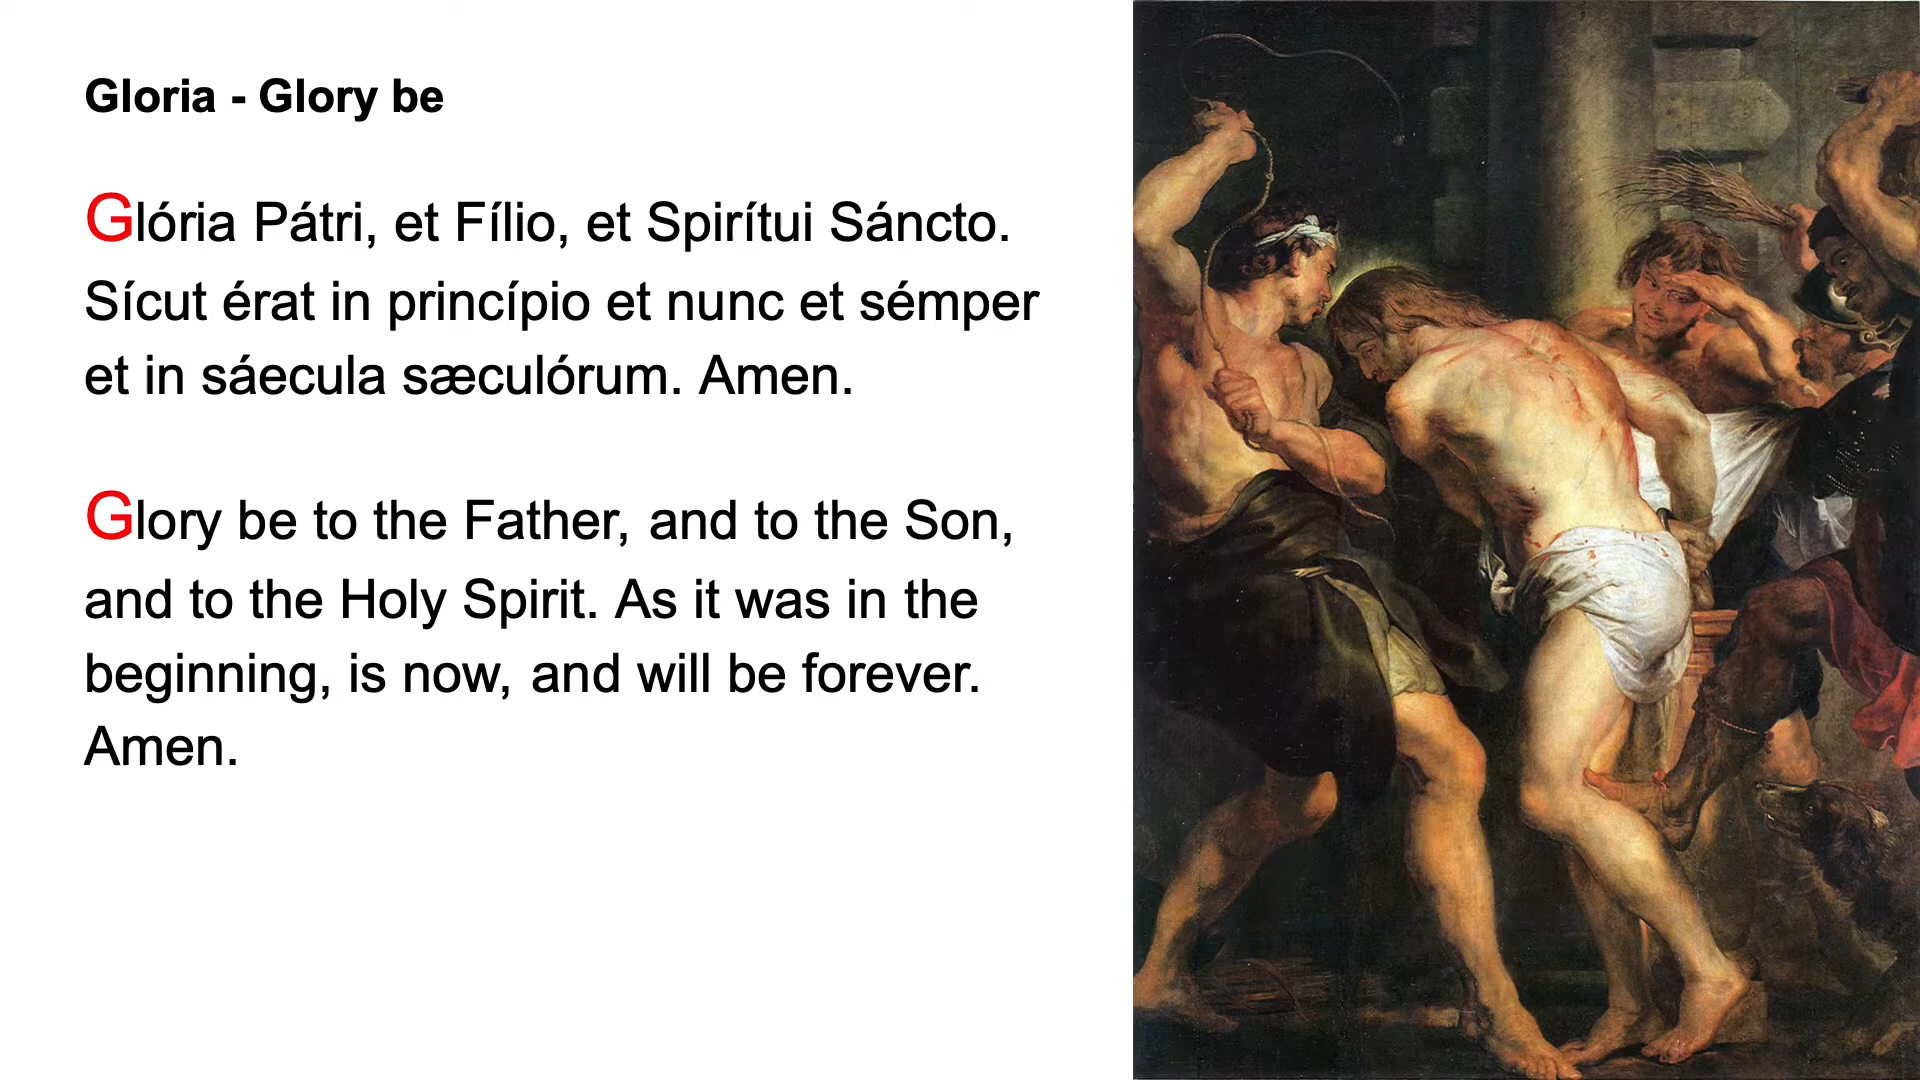 Gloria - Glory be
Glória Pátri, et Fílio, et Spirítui Sáncto.
Sícut érat in princípio et nunc et sémper
et in sáecula sæculórum. Amen.
Glory be to the Father, and to the Son,
and to the Holy Spirit. As it was in the
beginning, is now, and will be forever.
Amen.